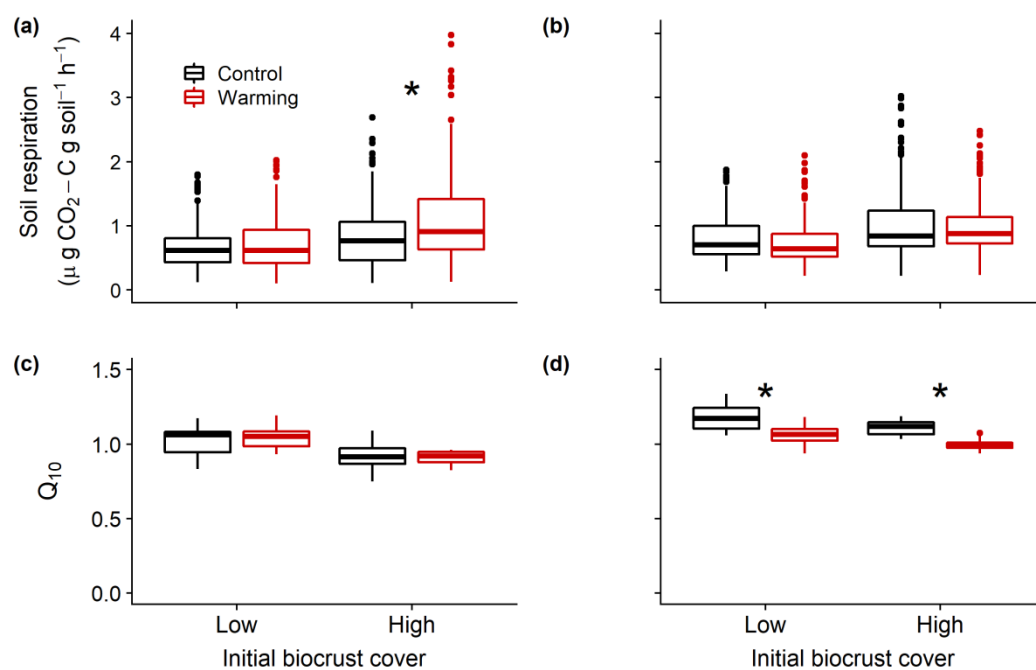 (a)
(b)
Soil respiration
(μ g CO₂ – C g soil⁻¹ h⁻¹)
4
3
2
1
0
Control
Warming
*
(c)
(d)
Q₁₀
1.5
1.0
0.5
0.0
*
*
Low
High
Low
High
Initial biocrust cover
Initial biocrust cover